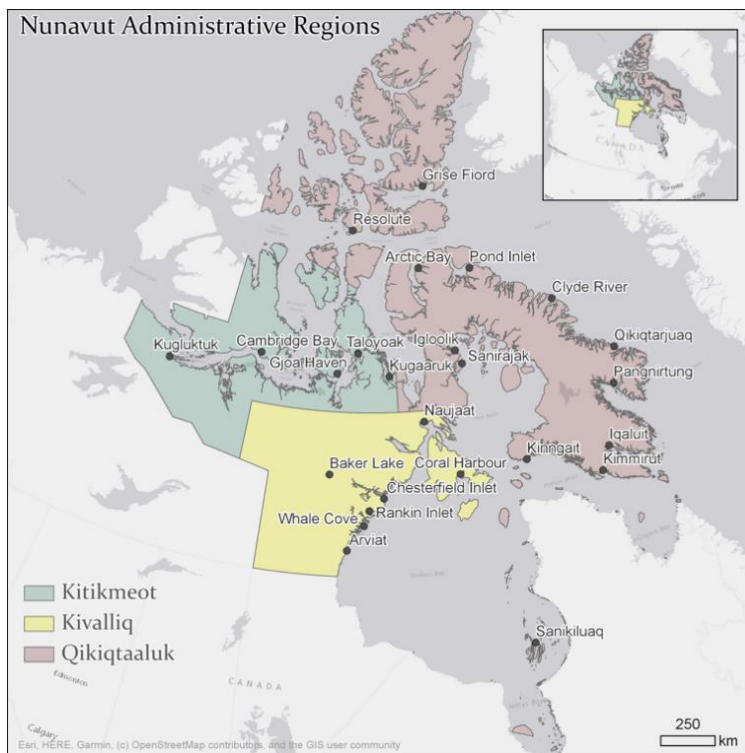 Nunavut Administrative Regions
CANADA
Grise Fiord
Resolute
Arctic Bay
Pond Inlet
Clyde River
Cambridge Bay
Taloyoak
Igloolik
Qikiqtarjuaq
Kugluktuk
Gjoa Haven
Kugaaruk
Sanirajak
Pangnirtung
Naujaat
Iqaluit
Kinngait
Kimmirut
Baker Lake
Coral Harbour
Chesterfield Inlet
Rankin Inlet
Whale Cove
Arviat
Kitikmeot
Kivalliq
Qikiqtaaluk
Sanikiluaq
Edmonton
CANADA
Calgary
250
km
Esri, HERE, Garmin, (c) OpenStreetMap contributors, and the GIS user community